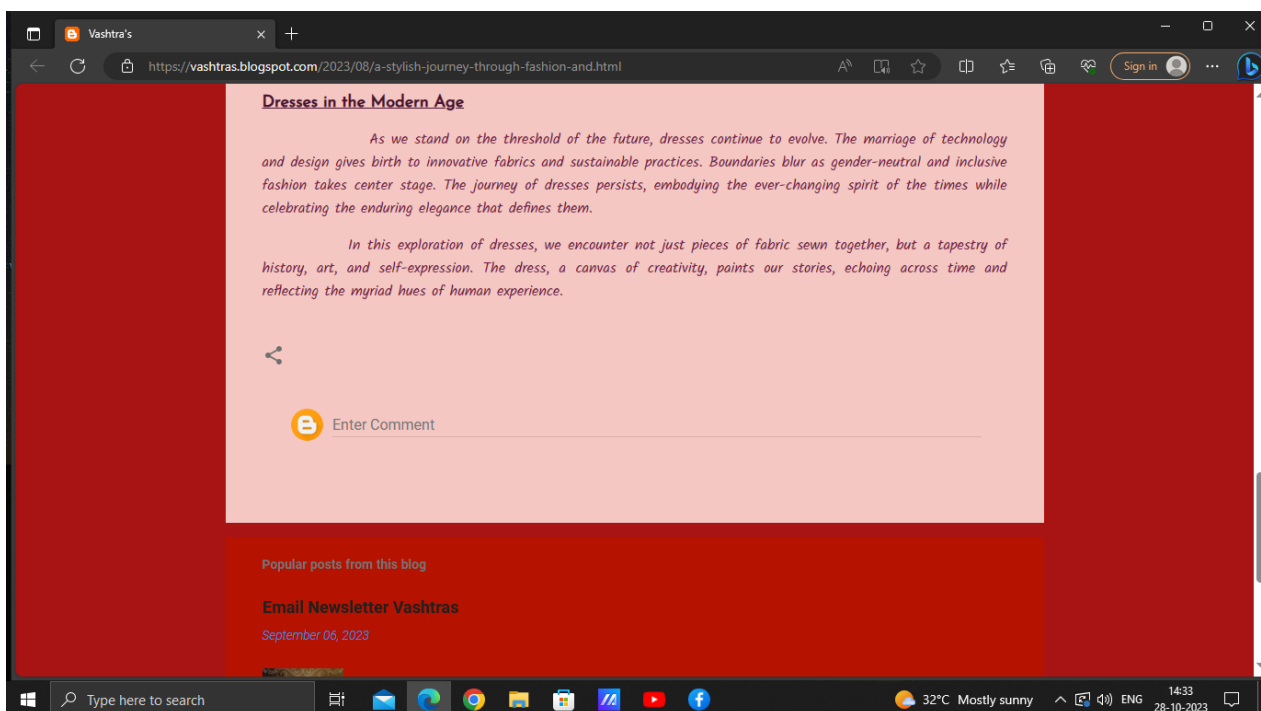 Vashtra's
https://vashtras.blogspot.com/2023/08/a-stylish-journey-through-fashion-and.html
Sign in
Dresses in the Modern Age
As we stand on the threshold of the future, dresses continue to evolve. The marriage of technology
and design gives birth to innovative fabrics and sustainable practices. Boundaries blur as gender-neutral and inclusive
fashion takes center stage. The journey of dresses persists, embodying the ever-changing spirit of the times while
celebrating the enduring elegance that defines them.
In this exploration of dresses, we encounter not just pieces of fabric sewn together, but a tapestry of
history, art, and self-expression. The dress, a canvas of creativity, paints our stories, echoing across time and
reflecting the myriad hues of human experience.
Enter Comment
Popular posts from this blog
Email Newsletter Vashtras
September 06, 2023
Type here to search
32°C Mostly sunny
ENG
14:33
28-10-2023